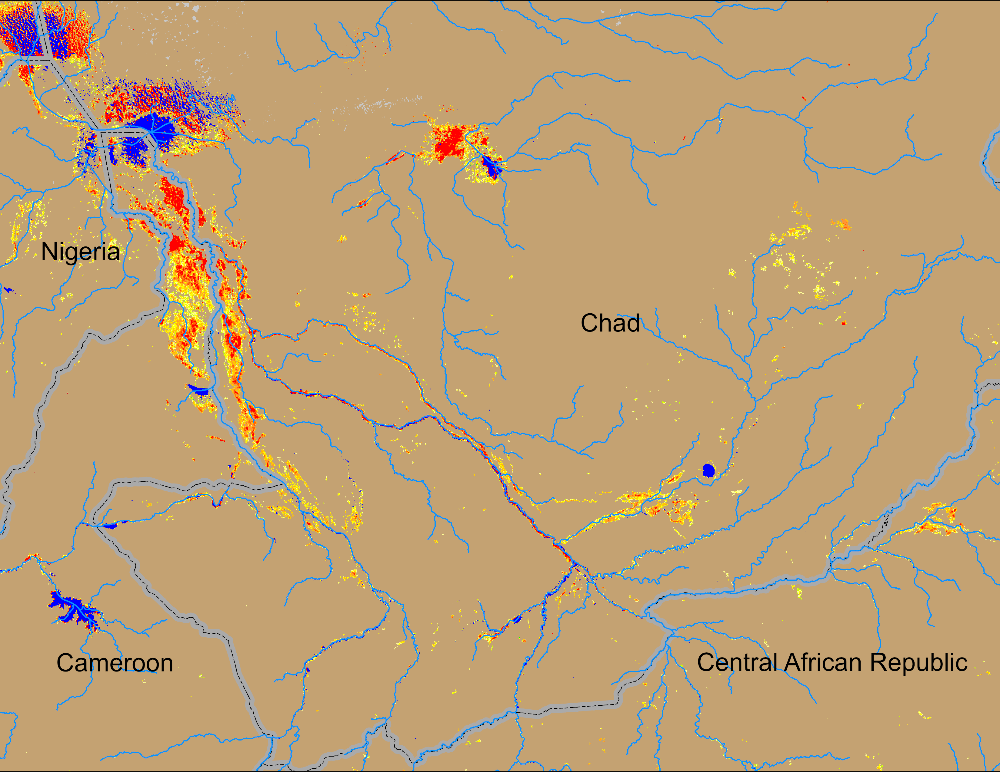 Nigeria
Chad
Cameroon
Central African Republic